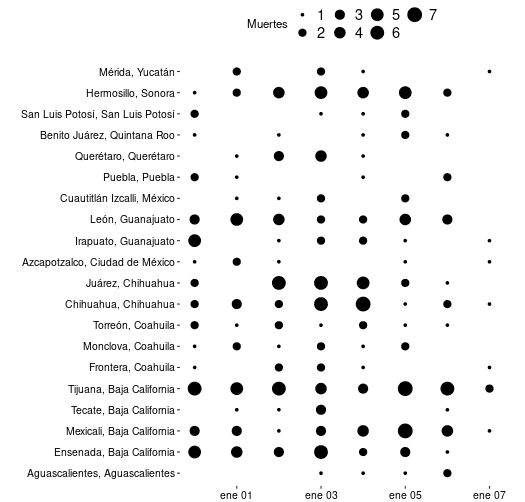 Muertes
1 3 5 7
2 4 6
Mérida, Yucatán
Hermosillo, Sonora
San Luis Potosí, San Luis Potosí
Benito Juárez, Quintana Roo
Querétaro, Querétaro
Puebla, Puebla
Cuautitlán Izcalli, México
León, Guanajuato
Irapuato, Guanajuato
Azcapotzalco, Ciudad de México
Juárez, Chihuahua
Chihuahua, Chihuahua
Torreón, Coahuila
Monclova, Coahuila
Frontera, Coahuila
Tijuana, Baja California
Tecate, Baja California
Mexicali, Baja California
Ensenada, Baja California
Aguascalientes, Aguascalientes
ene 01 ene 03 ene 05 ene 07